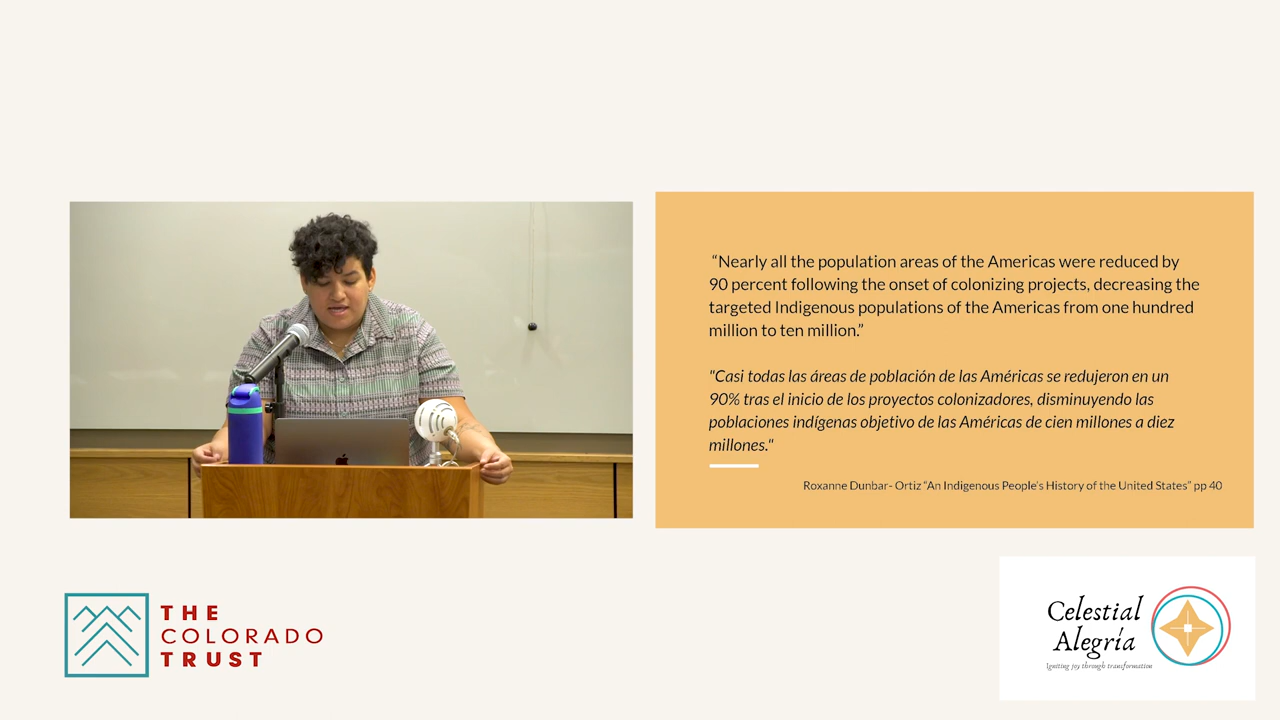 “Nearly all the population areas of the Americas were reduced by
90 percent following the onset of colonizing projects, decreasing the
targeted Indigenous populations of the Americas from one hundred
million to ten million.”
"Casi todas las áreas de población de las Américas se redujeron en un
90% tras el inicio de los proyectos colonizadores, disminuyendo las
poblaciones indígenas objetivo de las Américas de cien millones a diez
millones."
Roxanne Dunbar- Ortiz “An Indigenous People’s History of the United States” pp 40
THE
COLORADO
TRUST
Celestial
Alegría
Igniting joy through transformation